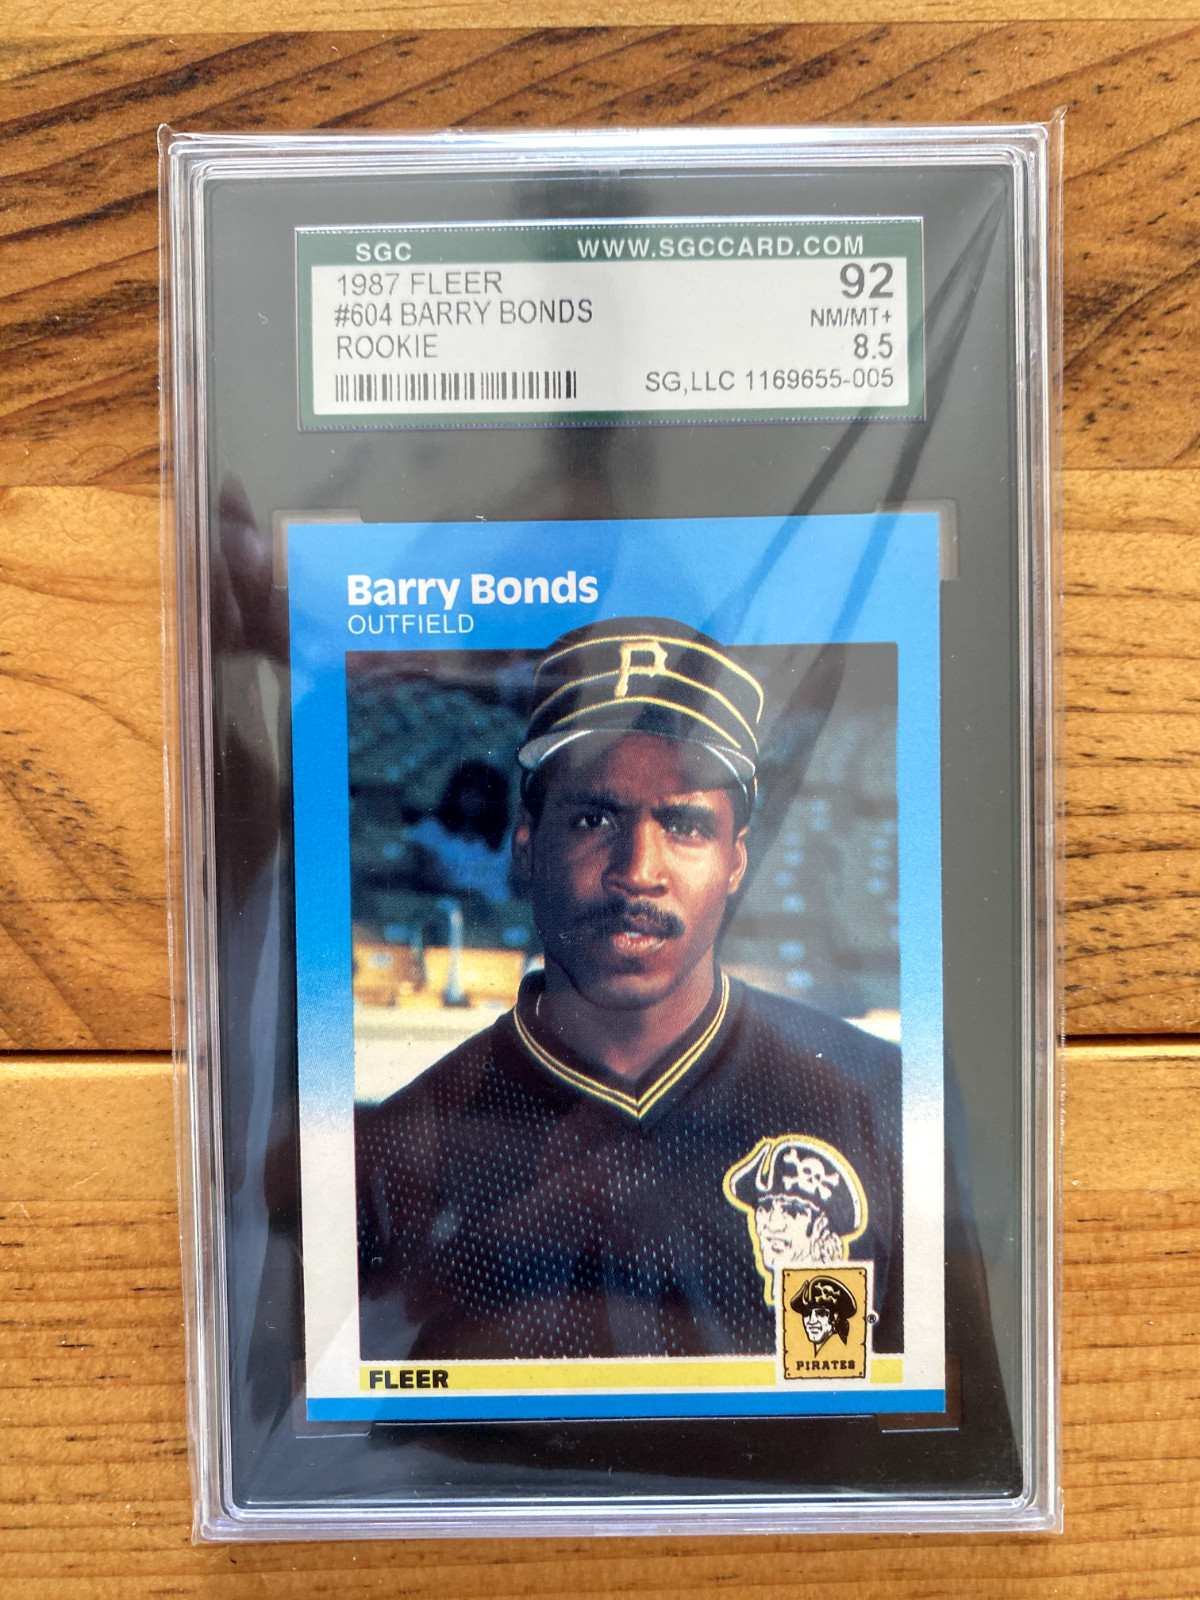 SGC WWW.SGCCARD.COM
1987 FLEER 92
#604 BARRY BONDS NM/MT+
ROOKIE 8.5
SG,LLC 1169655-005
Barry Bonds
OUTFIELD
P
PIRATES
®
FLEER